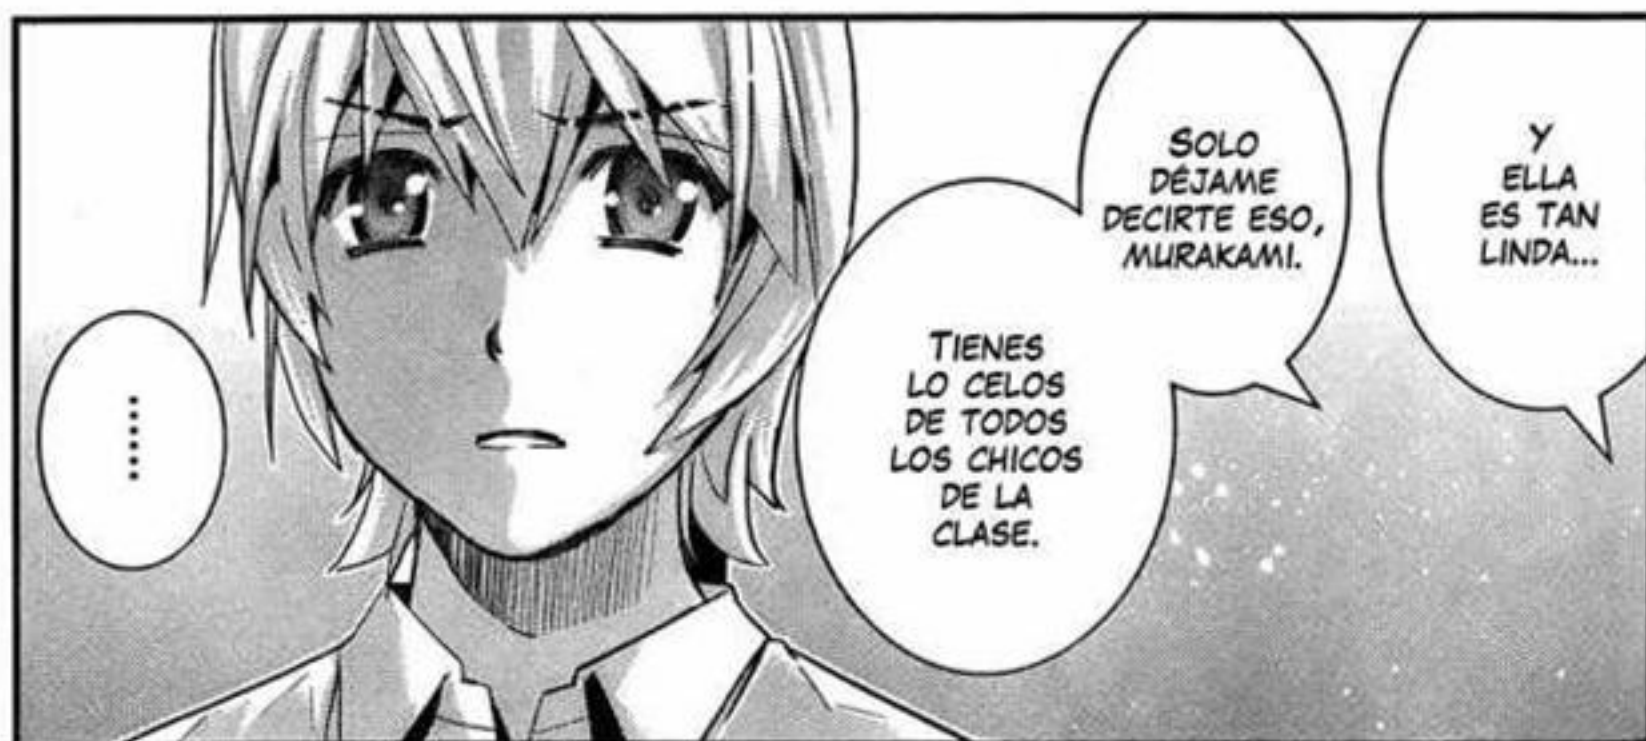 Y
ELLA
ES TAN
LINDA...
SOLO
DÉJAME
DECIRTE ESO,
MURAKAMI.
TIENES
LO CELOS
DE TODOS
LOS CHICOS
DE LA
CLASE.
.......